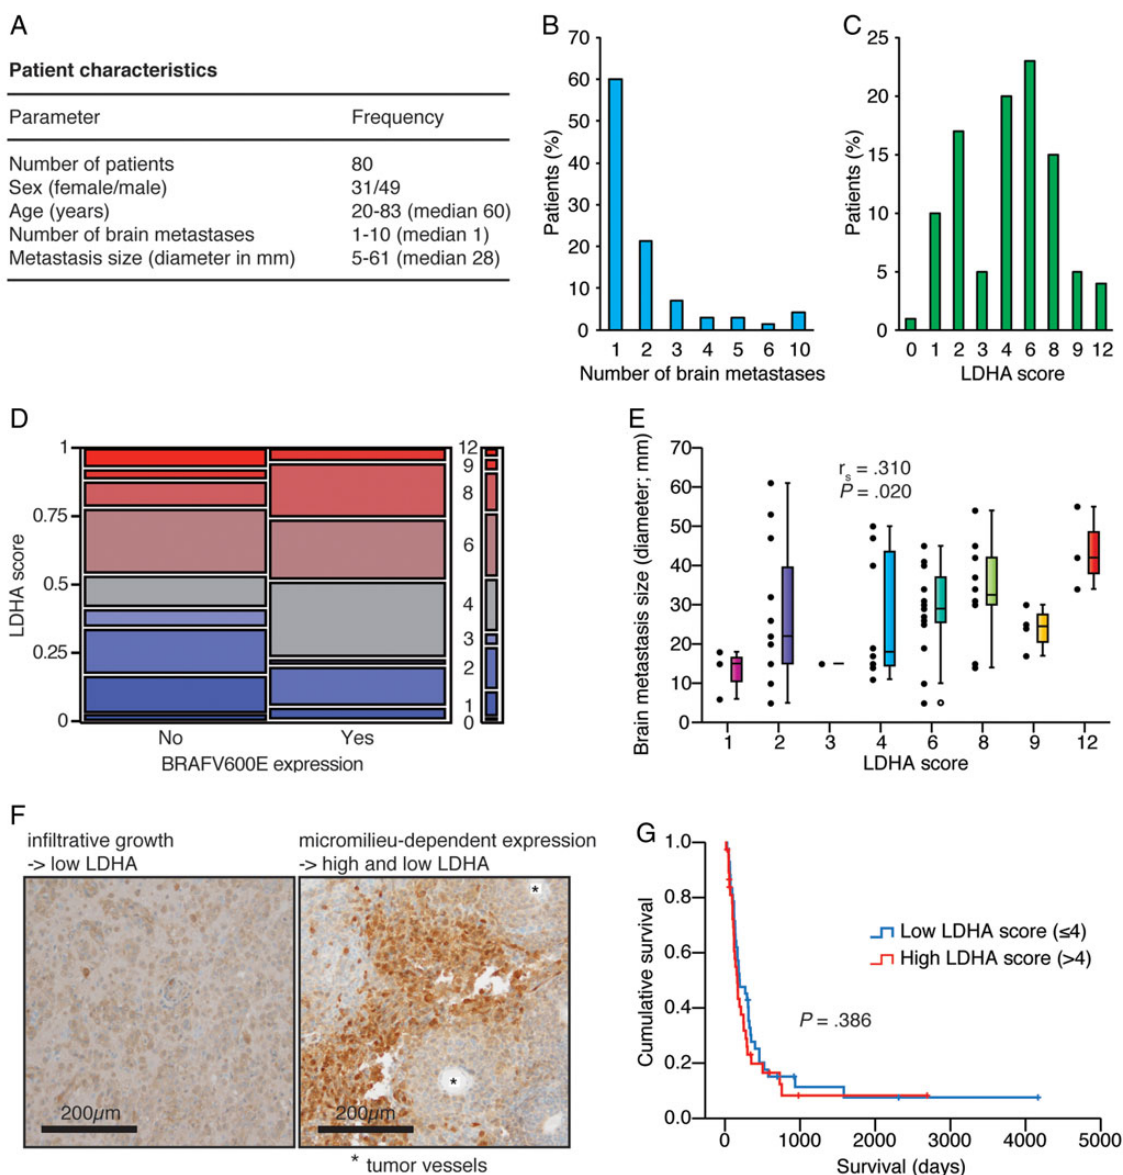 A
Patient characteristics
Parameter Frequency
Number of patients 80
Sex (female/male) 31/49
Age (years) 20-83 (median 60)
Number of brain metastases 1-10 (median 1)
Metastasis size (diameter in mm) 5-61 (median 28)
B
Patients (%)
70
60
50
40
30
20
10
0
1 2 3 4 5 6 10
Number of brain metastases
C
Patients (%)
25
20
15
10
5
0
0 1 2 3 4 6 8 9 12
LDHA score
D
LDHA score
1
0.75
0.5
0.25
0
12
9
8
6
4
3
2
1
0
No Yes
BRAFV600E expression
E
Brain metastasis size (diameter; mm)
70
60
50
40
30
20
10
0
rs = .310
P = .020
1 2 3 4 6 8 9 12
LDHA score
F
infiltrative growth
-> low LDHA
micromilieu-dependent expression
-> high and low LDHA
*
*
200µm
200µm
* tumor vessels
G
Cumulative survival
1.0
0.8
0.6
0.4
0.2
0.0
Low LDHA score (≤4)
High LDHA score (>4)
P = .386
0 1000 2000 3000 4000 5000
Survival (days)